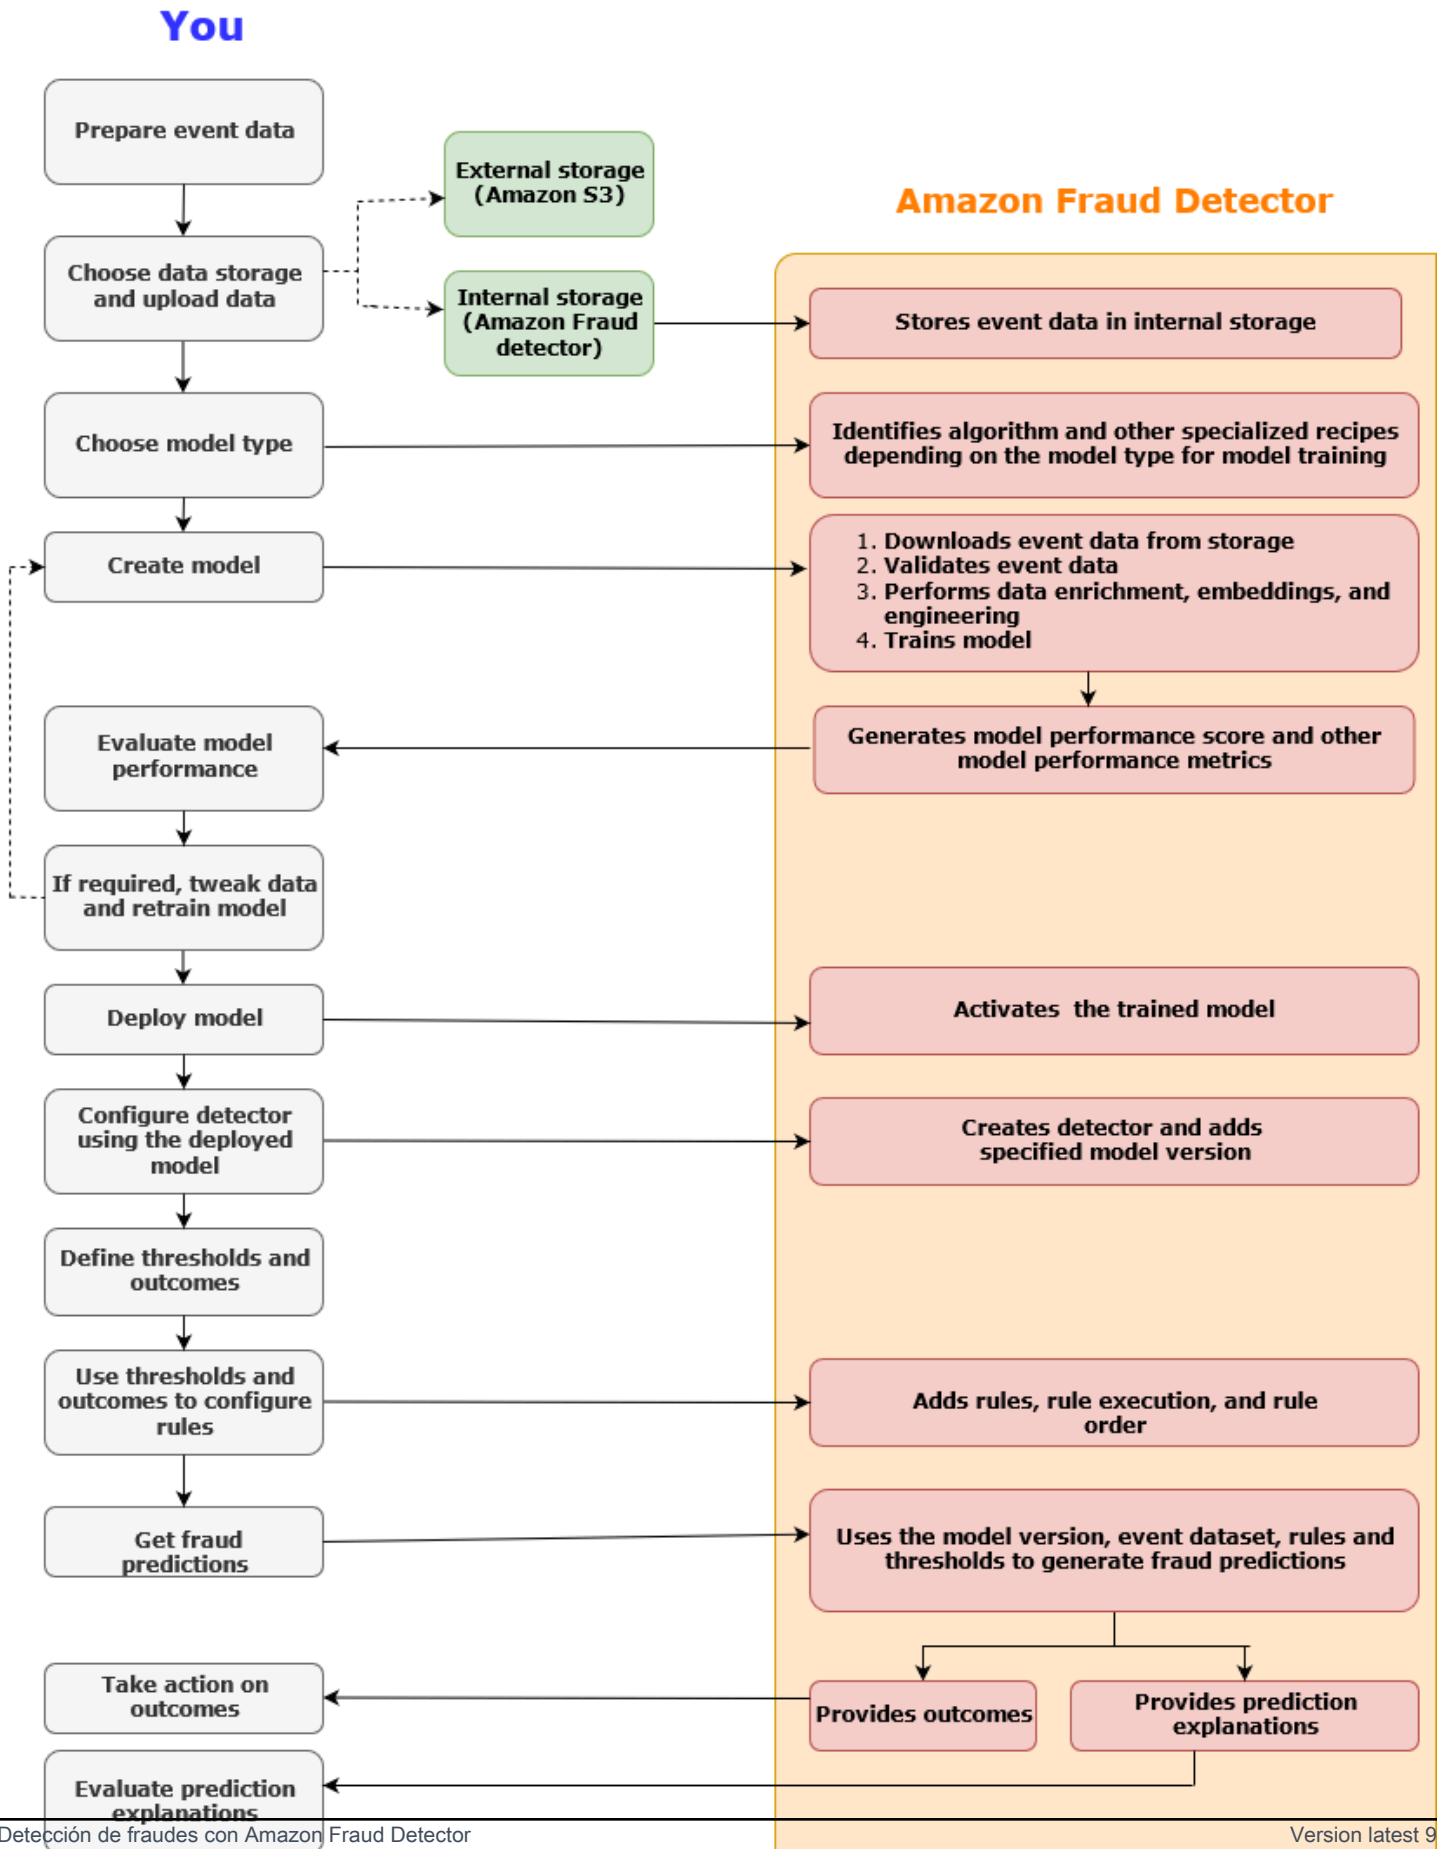 You
Prepare event data
External storage
(Amazon S3)
Amazon Fraud Detector
Choose data storage
and upload data
Internal storage
(Amazon Fraud
detector)
Stores event data in internal storage
Choose model type
Identifies algorithm and other specialized recipes
depending on the model type for model training
Create model
1. Downloads event data from storage
2. Validates event data
3. Performs data enrichment, embeddings, and
engineering
4. Trains model
Evaluate model
performance
Generates model performance score and other
model performance metrics
If required, tweak data
and retrain model
Deploy model
Activates the trained model
Configure detector
using the deployed
model
Creates detector and adds
specified model version
Define thresholds and
outcomes
Use thresholds and
outcomes to configure
rules
Adds rules, rule execution, and rule
order
Get fraud
predictions
Uses the model version, event dataset, rules and
thresholds to generate fraud predictions
Take action on
outcomes
Provides outcomes
Provides prediction
explanations
Evaluate prediction
explanations
Detección de fraudes con Amazon Fraud Detector
Version latest 9